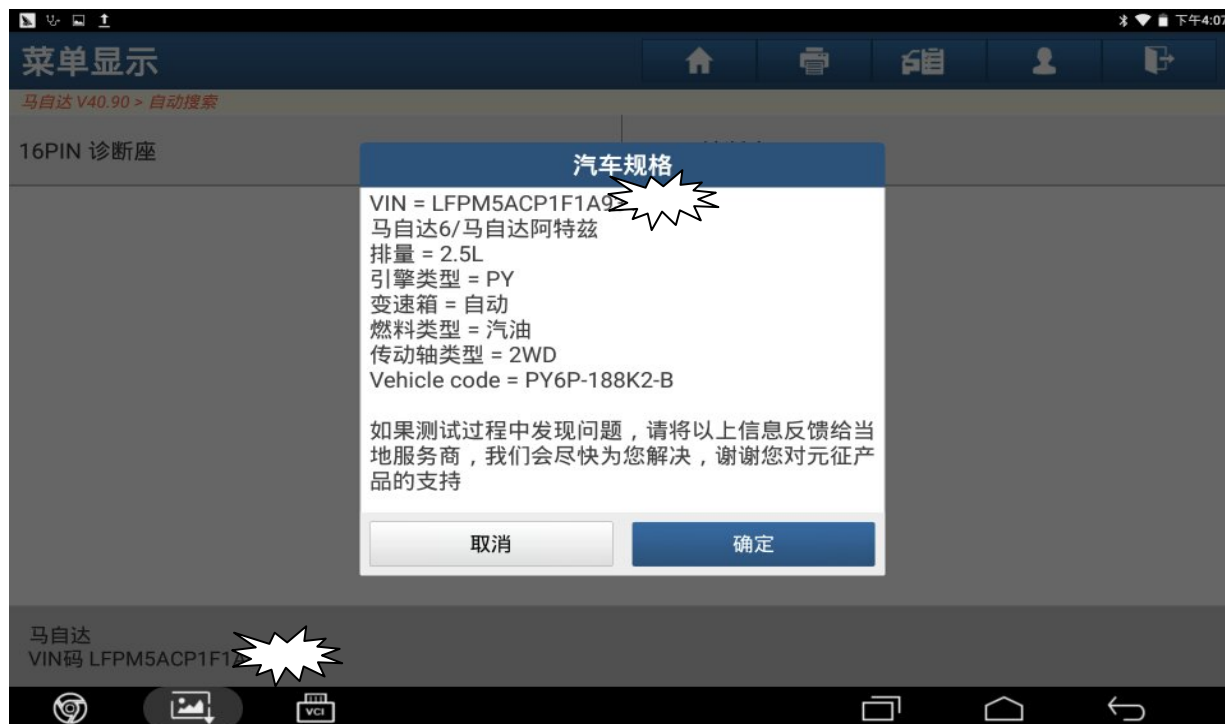 下午4:07
菜单显示
马自达 V40.90 > 自动搜索
16PIN 诊断座
汽车规格
VIN = LFPM5ACP1F1A9
马自达6/马自达阿特兹
排量 = 2.5L
引擎类型 = PY
变速箱 = 自动
燃料类型 = 汽油
传动轴类型 = 2WD
Vehicle code = PY6P-188K2-B
如果测试过程中发现问题，请将以上信息反馈给当
地服务商，我们会尽快为您解决，谢谢您对元征产
品的支持
取消
确定
马自达
VIN码 LFPM5ACP1F1A
VCI